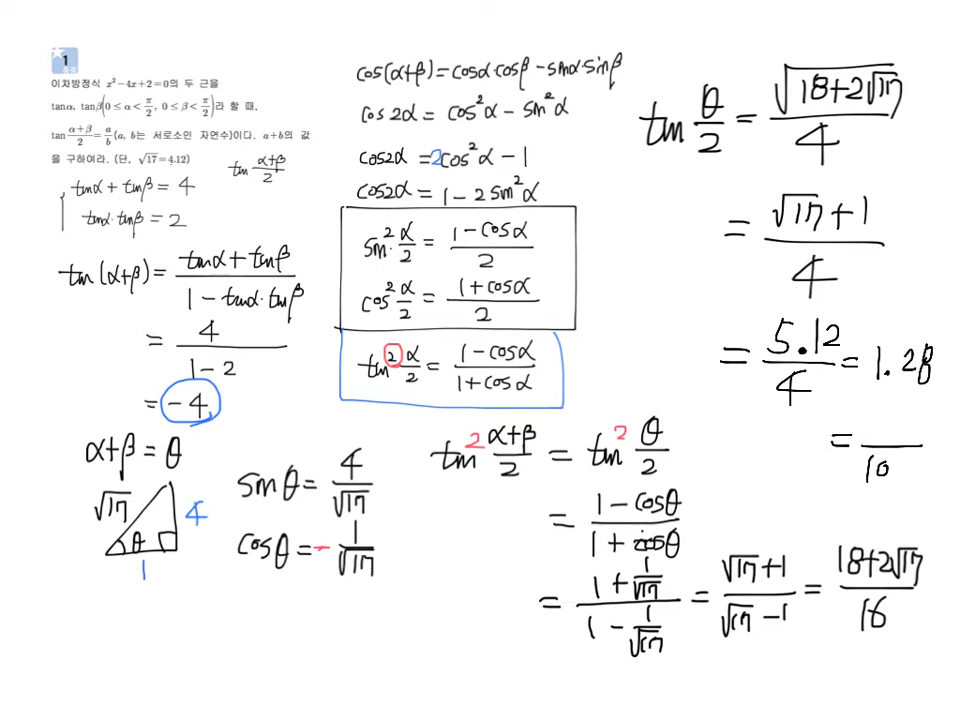 1
이차방정식 x²-4x+2=0의 두 근을
tanα, tanβ(0≤α<π/2, 0≤β<π/2)라 할 때,
tan (α+β)/2 = a/b (a, b는 서로소인 자연수)이다. a+b의 값
을 구하여라. (단, √17=4.12)
tan (α+β)/2
tanα + tanβ = 4
tanα·tanβ = 2
tan(α+β) = (tanα + tanβ)/(1 - tanα·tanβ)
= 4/(1-2)
= -4
α+β = θ
√17
4
θ
1
sinθ = 4/√17
cosθ = -1/√17
cos(α+β) = cosα cosβ - sinα sinβ
cos2α = cos²α - sin²α
cos2α = 2cos²α - 1
cos2α = 1 - 2sin²α
sin² α/2 = (1-cosα)/2
cos² α/2 = (1+cosα)/2
tan² α/2 = (1-cosα)/(1+cosα)
tan² (α+β)/2 = tan² θ/2
= (1-cosθ)/(1+cosθ)
= (1+1/√17)/(1-1/√17) = (√17+1)/(√17-1) = (18+2√17)/16
tan θ/2 = √(18+2√17)/4
= (√17+1)/4
= 5.12/4 = 1.28
= /10